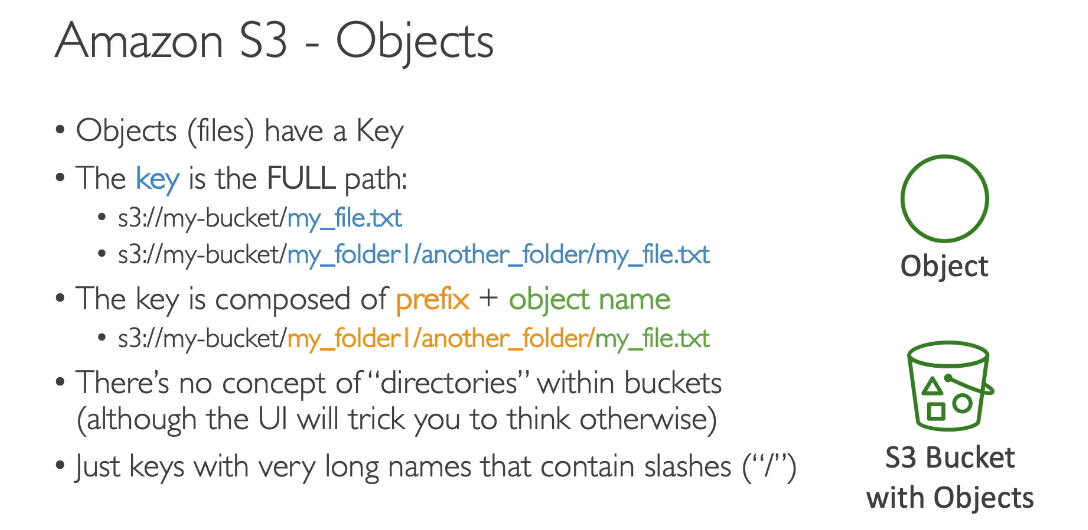 Amazon S3 - Objects
• Objects (files) have a Key
• The key is the FULL path:
• s3://my-bucket/my_file.txt
• s3://my-bucket/my_folder1/another_folder/my_file.txt
• The key is composed of prefix + object name
• s3://my-bucket/my_folder1/another_folder/my_file.txt
• There’s no concept of “directories” within buckets
(although the UI will trick you to think otherwise)
• Just keys with very long names that contain slashes (“/”)
Object
S3 Bucket
with Objects